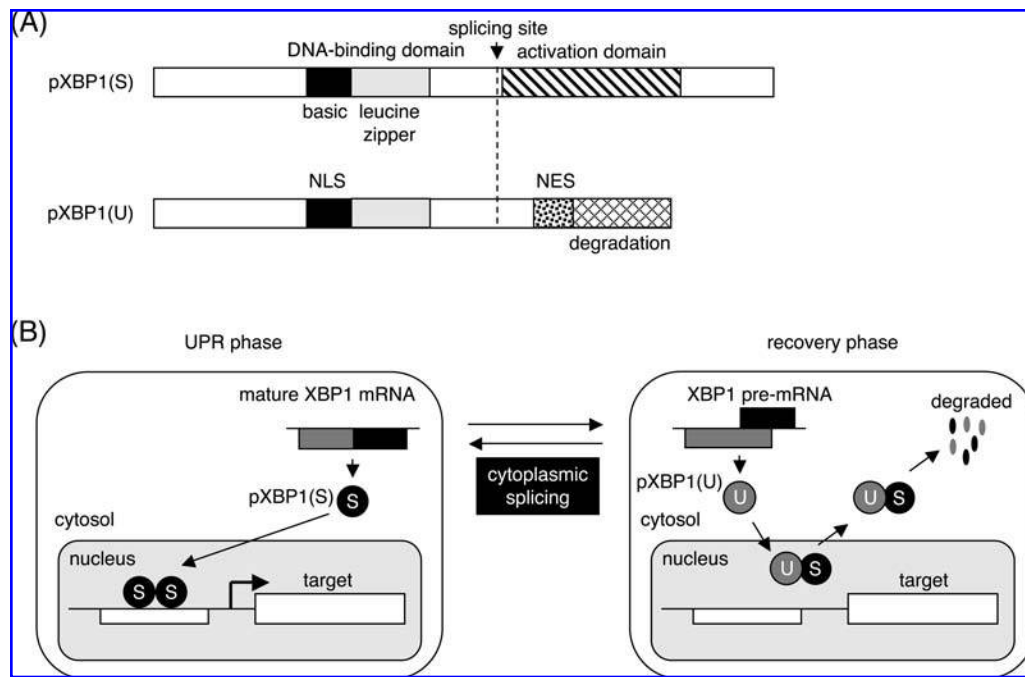 (A)
splicing site
DNA-binding domain
activation domain
pXBP1(S)
basic
leucine
zipper
NLS
NES
pXBP1(U)
degradation
(B)
UPR phase
recovery phase
mature XBP1 mRNA
pXBP1(S)
S
cytosol
nucleus
S S
target
cytoplasmic
splicing
XBP1 pre-mRNA
degraded
pXBP1(U)
U
U S
cytosol
nucleus
U S
target